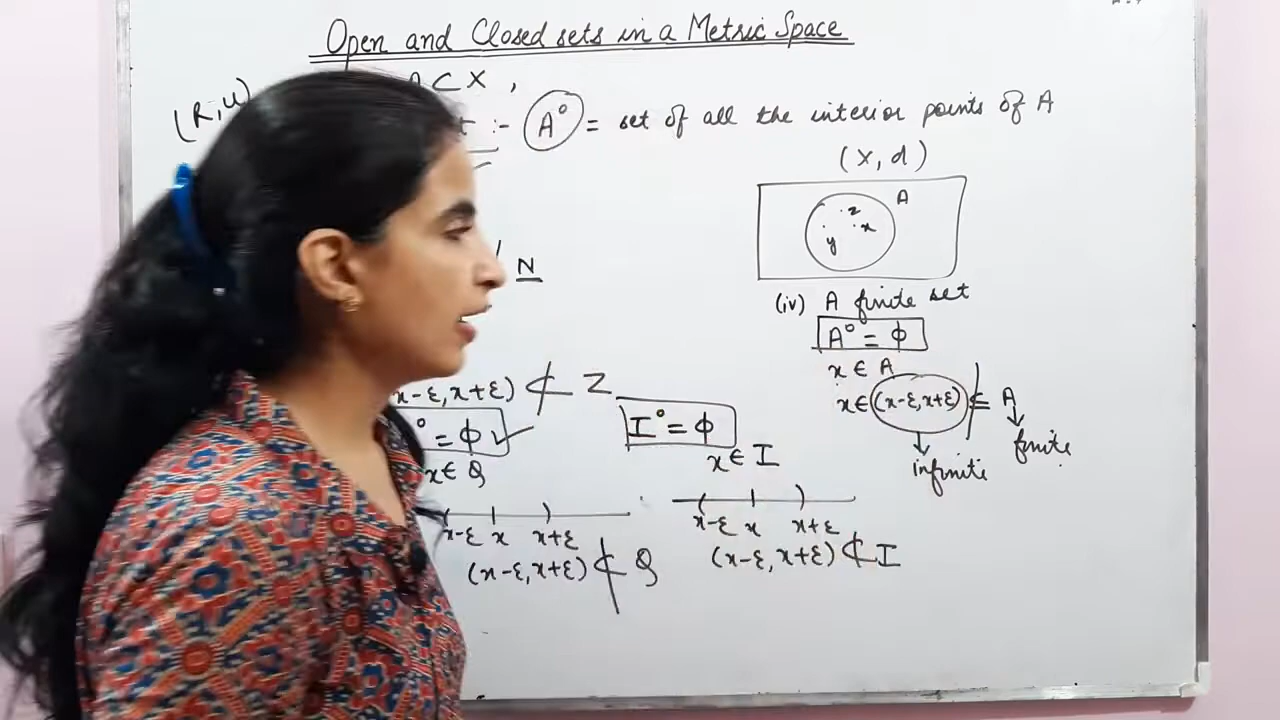 Open and Closed sets in a Metric Space
(R, u)
A ⊂ X ,
t :- A° = set of all the interior points of A
(X, d)
A
z
x
y
N
(iv) A finite set
A° = ϕ
x ∈ A
x ∈ (x-ε, x+ε) ⊄ A
infinite
finite
x-ε, x+ε) ⊄ Z
° = ϕ ✓
x ∈ Q
x-ε x x+ε
(x-ε, x+ε) ⊄ Q
I° = ϕ
x ∈ I
x-ε x x+ε
(x-ε, x+ε) ⊄ I